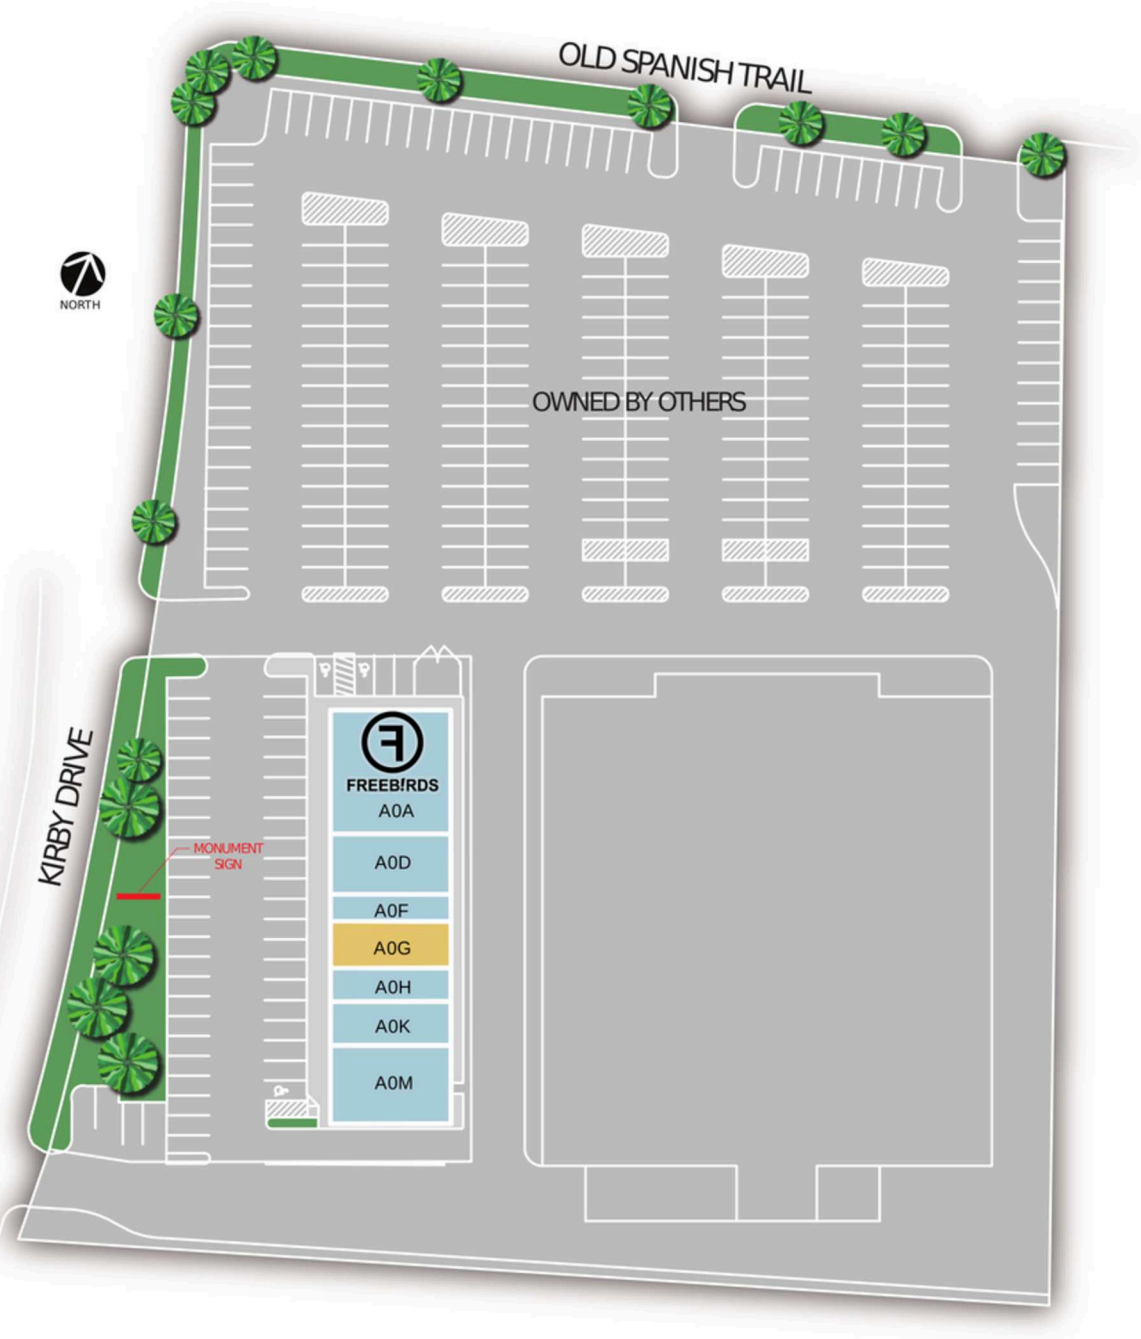 OLD SPANISH TRAIL
NORTH
OWNED BY OTHERS
KIRBY DRIVE
MONUMENT
SIGN
FREEB!RDS
A0A
A0D
A0F
A0G
A0H
A0K
A0M